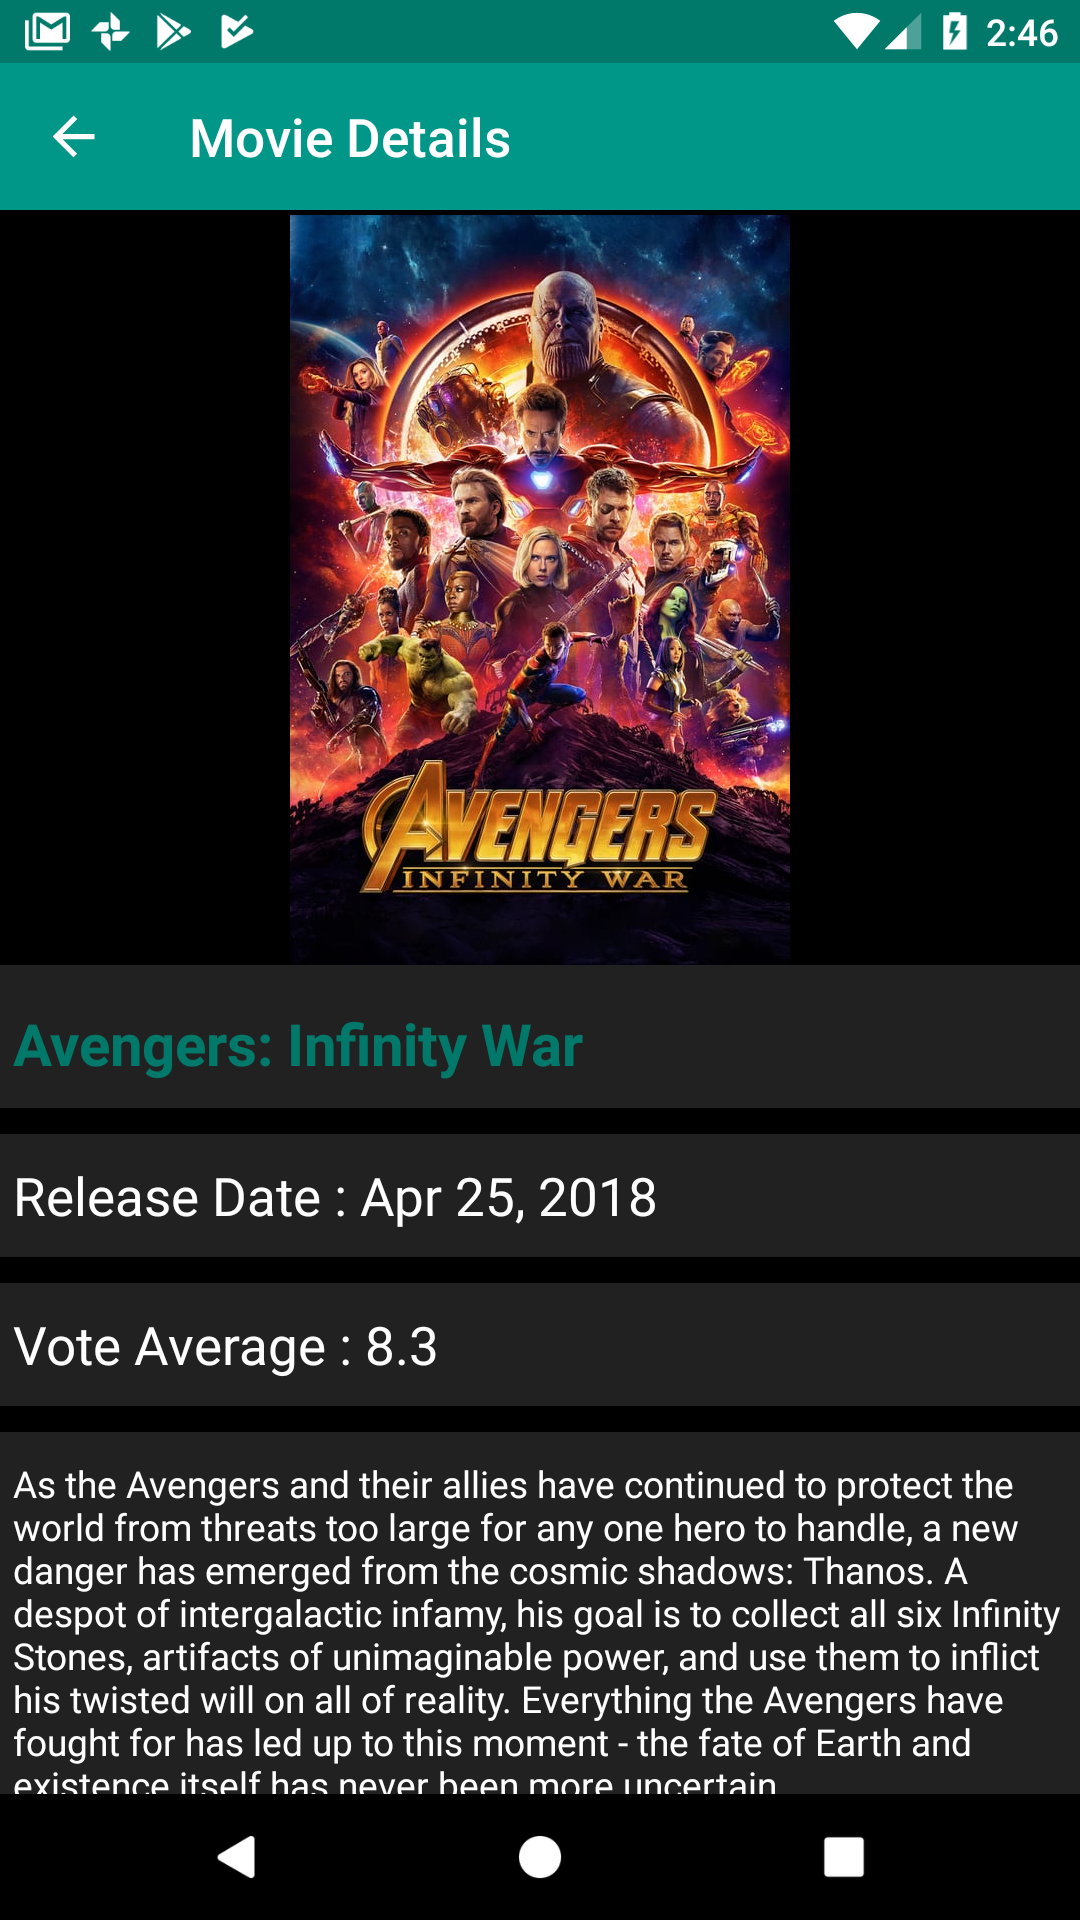 2:46
Movie Details
AVENGERS
INFINITY WAR
Avengers: Infinity War
Release Date : Apr 25, 2018
Vote Average : 8.3
As the Avengers and their allies have continued to protect the
world from threats too large for any one hero to handle, a new
danger has emerged from the cosmic shadows: Thanos. A
despot of intergalactic infamy, his goal is to collect all six Infinity
Stones, artifacts of unimaginable power, and use them to inflict
his twisted will on all of reality. Everything the Avengers have
fought for has led up to this moment - the fate of Earth and
existence itself has never been more uncertain.